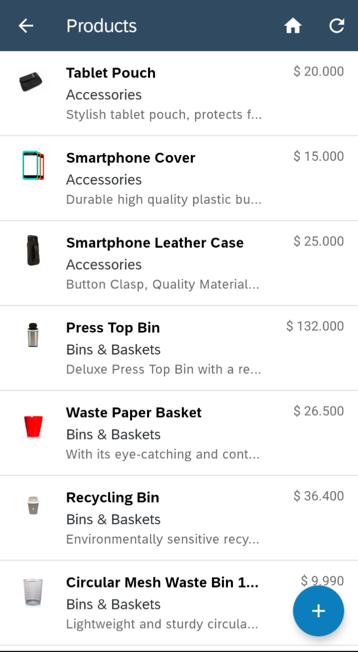 Products
Tablet Pouch
$ 20.000
Accessories
Stylish tablet pouch, protects f...
Smartphone Cover
$ 15.000
Accessories
Durable high quality plastic bu...
Smartphone Leather Case
$ 25.000
Accessories
Button Clasp, Quality Material...
Press Top Bin
$ 132.000
Bins & Baskets
Deluxe Press Top Bin with a re...
Waste Paper Basket
$ 26.500
Bins & Baskets
With its eye-catching and cont...
Recycling Bin
$ 36.400
Bins & Baskets
Environmentally sensitive recy...
Circular Mesh Waste Bin 1...
$ 9.990
Bins & Baskets
Lightweight and sturdy circula...